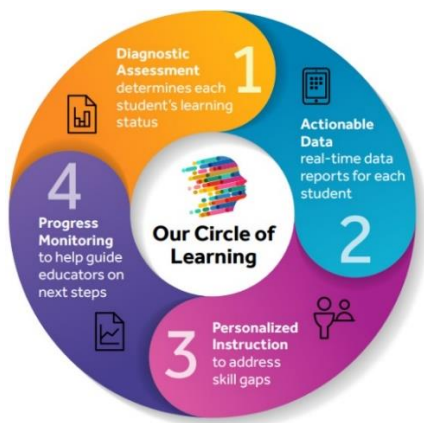 Our Circle of
Learning
1
Diagnostic
Assessment
determines each
student's learning
status
2
Actionable
Data
real-time data
reports for each
student
3
Personalized
Instruction
to address
skill gaps
4
Progress
Monitoring
to help guide
educators on
next steps